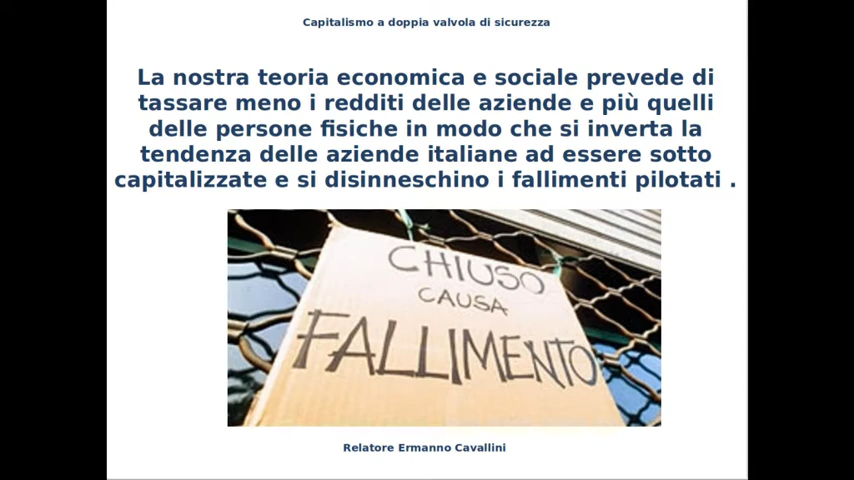 Capitalismo a doppia valvola di sicurezza
La nostra teoria economica e sociale prevede di
tassare meno i redditi delle aziende e più quelli
delle persone fisiche in modo che si inverta la
tendenza delle aziende italiane ad essere sotto
capitalizzate e si disinneschino i fallimenti pilotati .
CHIUSO
CAUSA
FALLIMENTO
Relatore Ermanno Cavallini